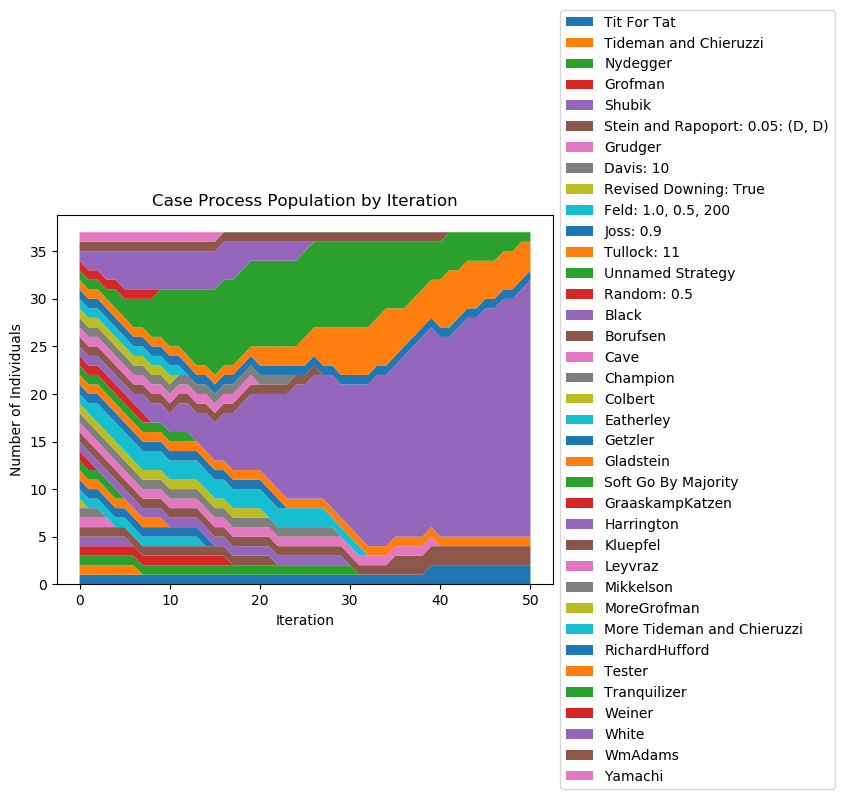 Case Process Population by Iteration
Number of Individuals
35
30
25
20
15
10
5
0
0 10 20 30 40 50
Iteration
Tit For Tat
Tideman and Chieruzzi
Nydegger
Grofman
Shubik
Stein and Rapoport: 0.05: (D, D)
Grudger
Davis: 10
Revised Downing: True
Feld: 1.0, 0.5, 200
Joss: 0.9
Tullock: 11
Unnamed Strategy
Random: 0.5
Black
Borufsen
Cave
Champion
Colbert
Eatherley
Getzler
Gladstein
Soft Go By Majority
GraaskampKatzen
Harrington
Kluepfel
Leyvraz
Mikkelson
MoreGrofman
More Tideman and Chieruzzi
RichardHufford
Tester
Tranquilizer
Weiner
White
WmAdams
Yamachi